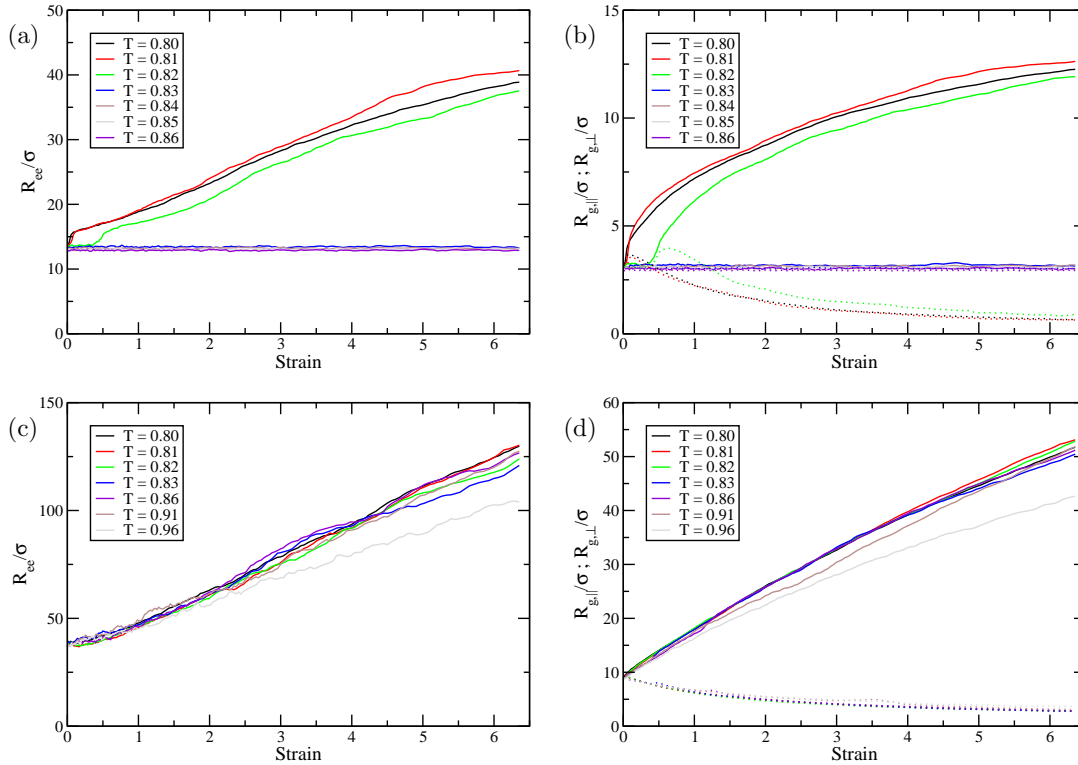 (a)
50
40
30
20
10
0
R_ee/σ
T = 0.80
T = 0.81
T = 0.82
T = 0.83
T = 0.84
T = 0.85
T = 0.86
0 1 2 3 4 5 6
Strain
(b)
15
10
5
0
R_g,||/σ ; R_g,⊥/σ
T = 0.80
T = 0.81
T = 0.82
T = 0.83
T = 0.84
T = 0.85
T = 0.86
0 1 2 3 4 5 6
Strain
(c)
150
100
50
0
R_ee/σ
T = 0.80
T = 0.81
T = 0.82
T = 0.83
T = 0.86
T = 0.91
T = 0.96
0 1 2 3 4 5 6
Strain
(d)
60
50
40
30
20
10
0
R_g,||/σ ; R_g,⊥/σ
T = 0.80
T = 0.81
T = 0.82
T = 0.83
T = 0.86
T = 0.91
T = 0.96
0 1 2 3 4 5 6
Strain